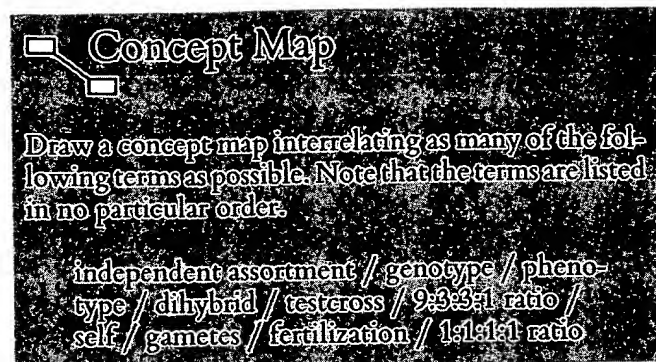 Concept Map
Draw a concept map interrelating as many of the fol-
lowing terms as possible. Note that the terms are listed
in no particular order.
independent assortment / genotype / pheno-
type / dihybrid / testcross / 9:3:3:1 ratio /
self / gametes / fertilization / 1:1:1:1 ratio